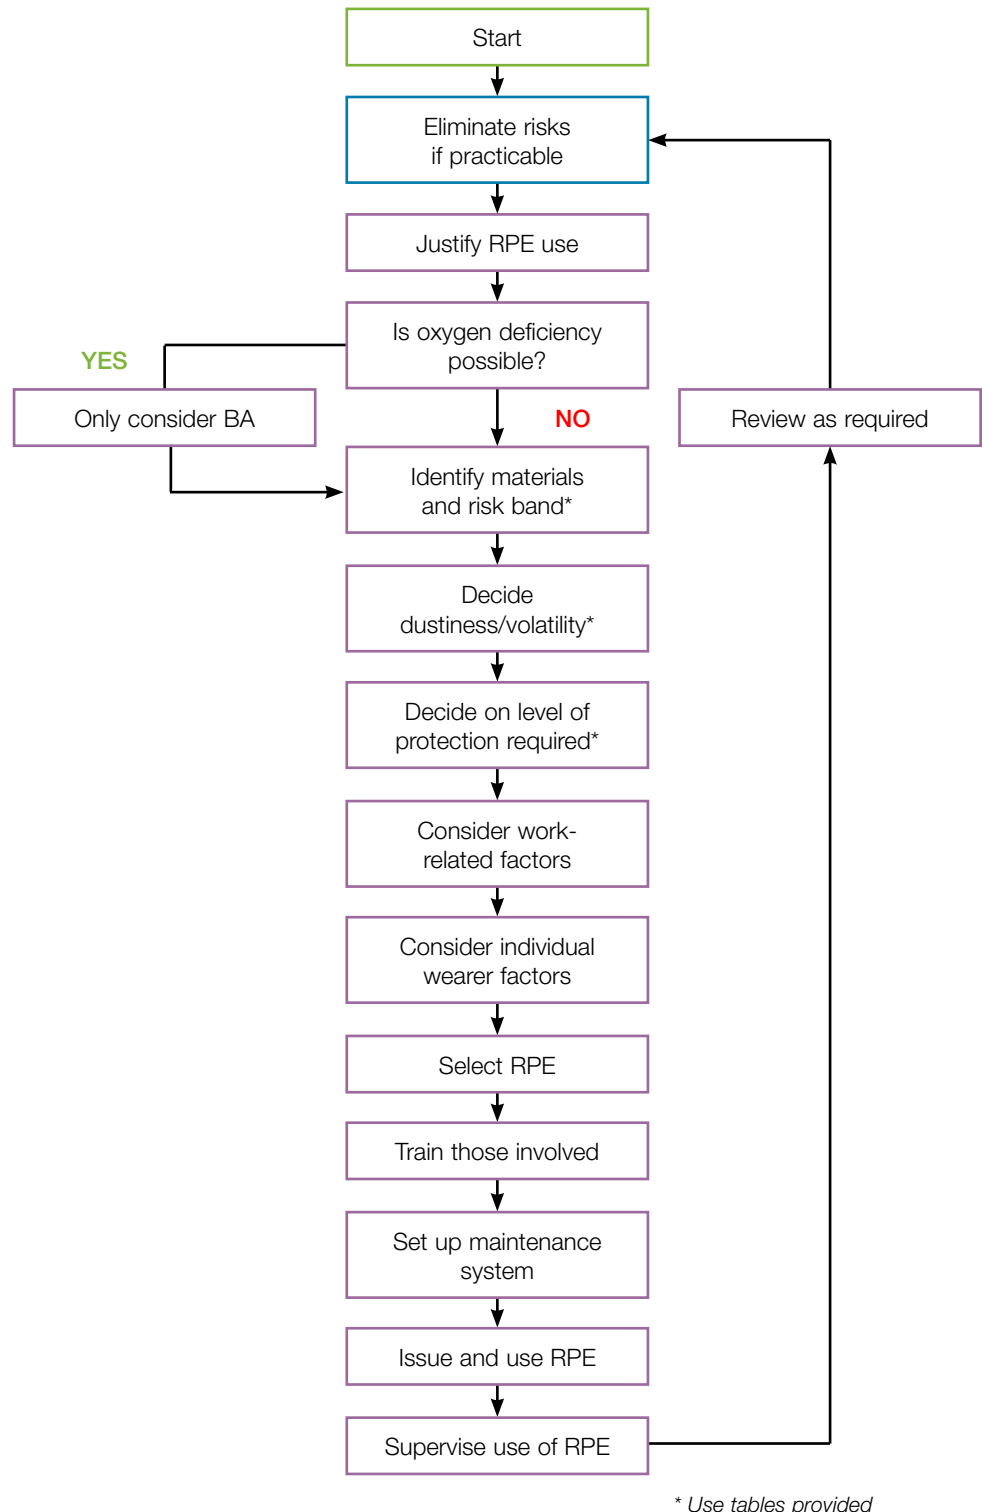 Start
Eliminate risks
if practicable
Justify RPE use
Is oxygen deficiency
possible?
YES
NO
Only consider BA
Review as required
Identify materials
and risk band*
Decide
dustiness/volatility*
Decide on level of
protection required*
Consider work-
related factors
Consider individual
wearer factors
Select RPE
Train those involved
Set up maintenance
system
Issue and use RPE
Supervise use of RPE
* Use tables provided